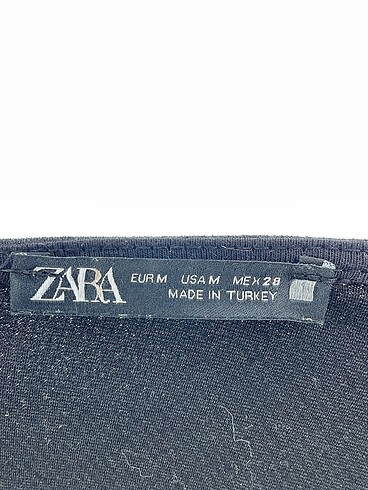 ZARA
EUR M USA M MEX 28
MADE IN TURKEY